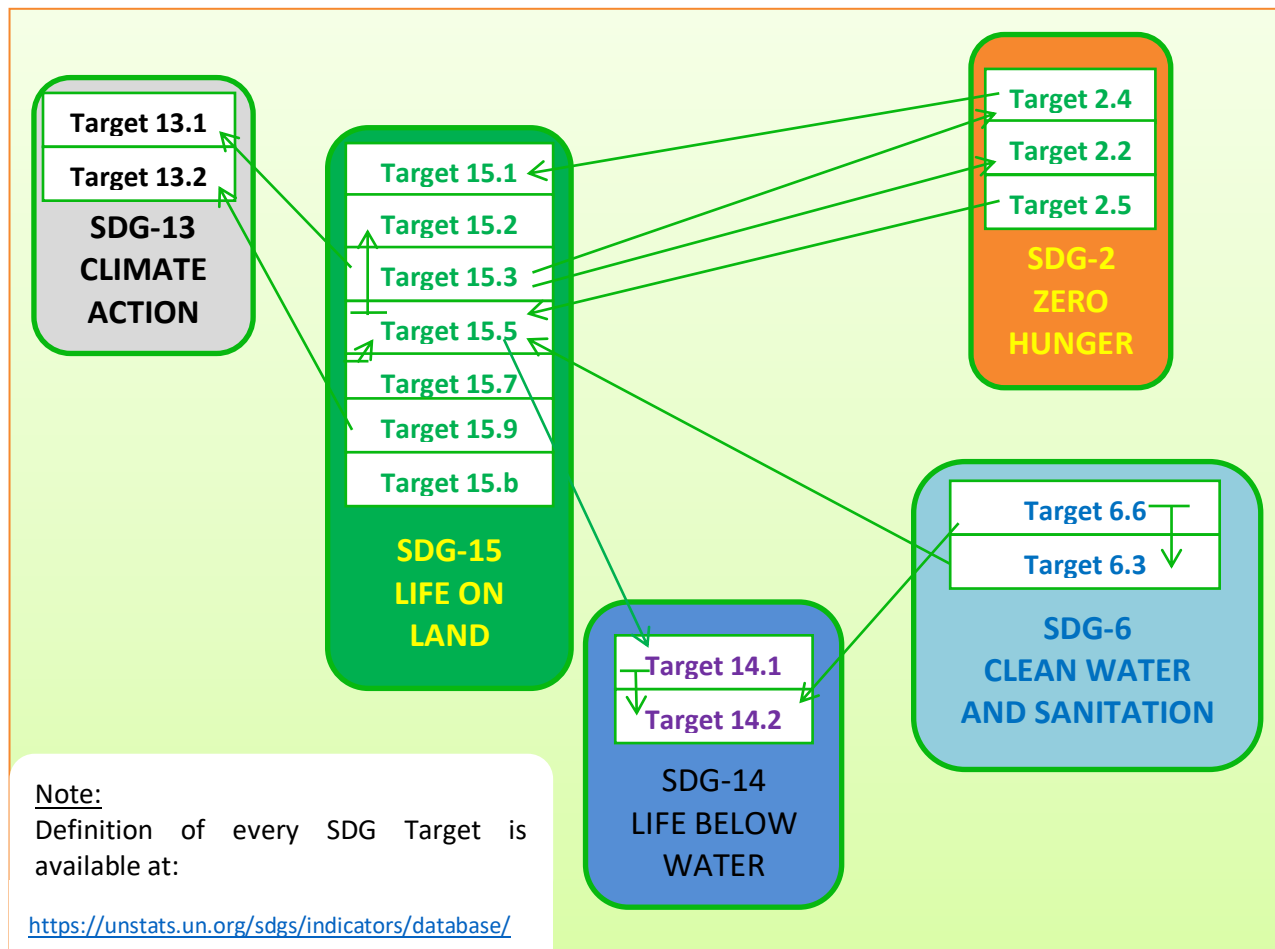 Target 13.1
Target 13.2
SDG-13
CLIMATE
ACTION
Target 15.1
Target 15.2
Target 15.3
Target 15.5
Target 15.7
Target 15.9
Target 15.b
SDG-15
LIFE ON
LAND
Target 2.4
Target 2.2
Target 2.5
SDG-2
ZERO
HUNGER
Target 6.6
Target 6.3
SDG-6
CLEAN WATER
AND SANITATION
Target 14.1
Target 14.2
SDG-14
LIFE BELOW
WATER
Note:
Definition of every SDG Target is
available at:
https://unstats.un.org/sdgs/indicators/database/